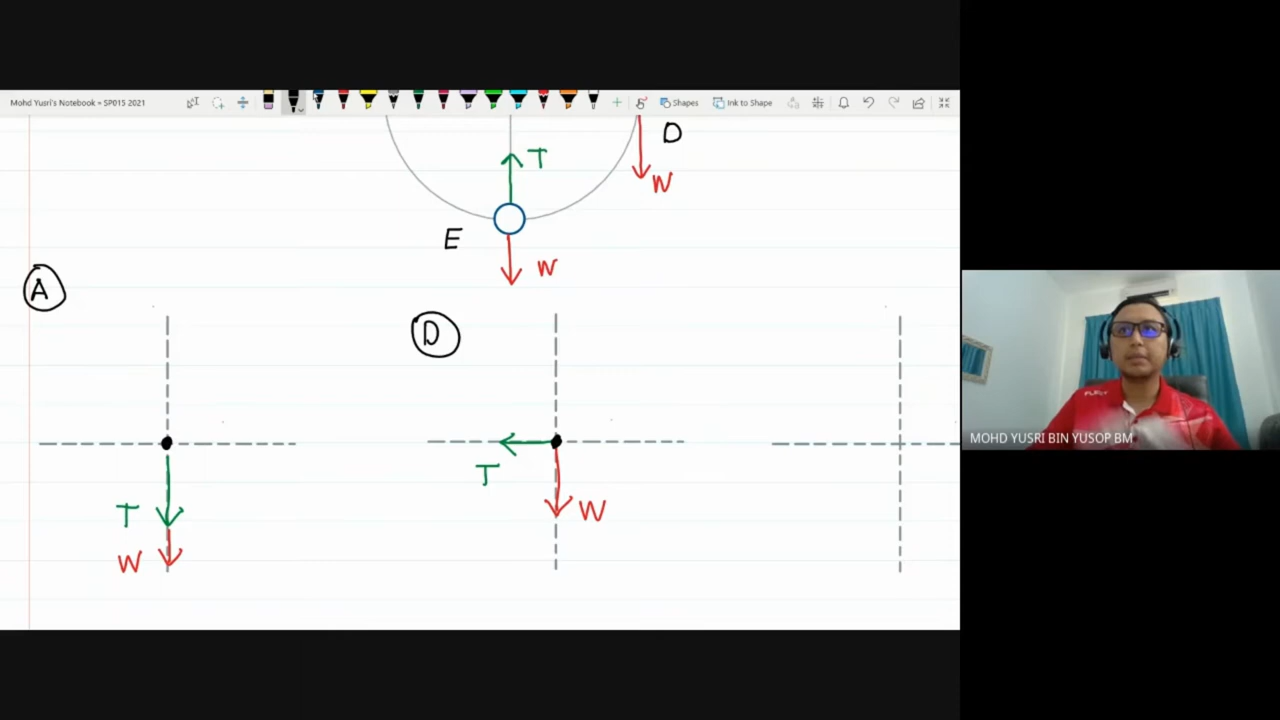 Mohd Yusri's Notebook » SP015 2021
Shapes
Ink to Shape
D
T
W
E
W
A
D
T
T
W
W
MOHD YUSRI BIN YUSOP BM